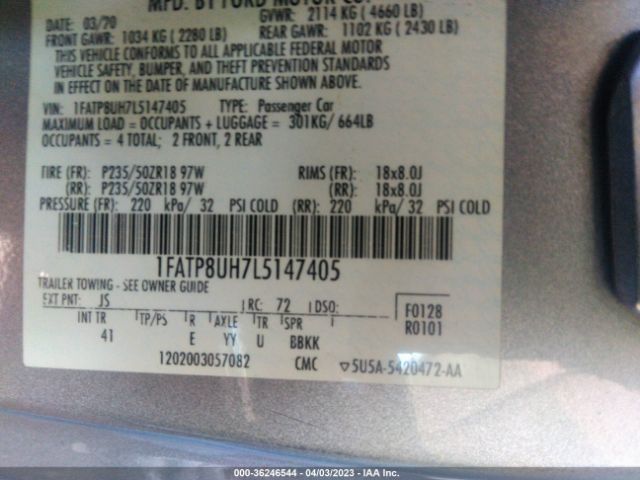 MFD. BY FORD MOTOR CO.
DATE: 03/20 GVWR: 2114 KG (4660 LB)
FRONT GAWR: 1034 KG (2280 LB) REAR GAWR: 1102 KG (2430 LB)
THIS VEHICLE CONFORMS TO ALL APPLICABLE FEDERAL MOTOR
VEHICLE SAFETY, BUMPER, AND THEFT PREVENTION STANDARDS
IN EFFECT ON THE DATE OF MANUFACTURE SHOWN ABOVE.
VIN: 1FATP8UH7L5147405 TYPE: Passenger Car
MAXIMUM LOAD = OCCUPANTS + LUGGAGE = 301KG/ 664LB
OCCUPANTS = 4 TOTAL; 2 FRONT, 2 REAR
TIRE (FR): P235/50ZR18 97W RIMS (FR): 18x8.0J
(RR): P235/50ZR18 97W (RR): 18x8.0J
PRESSURE (FR): 220 kPa/ 32 PSI COLD (RR): 220 kPa/ 32 PSI COLD
1FATP8UH7L5147405
TRAILER TOWING - SEE OWNER GUIDE
EXT PNT: JS RC: 72 DSO: F0128
INT TR TP/PS R AXLE TR SPR R0101
41 E YY U BBKK
1202003057082 CMC ▽5U5A-5420472-AA
000-36246544 - 04/03/2023 - IAA Inc.